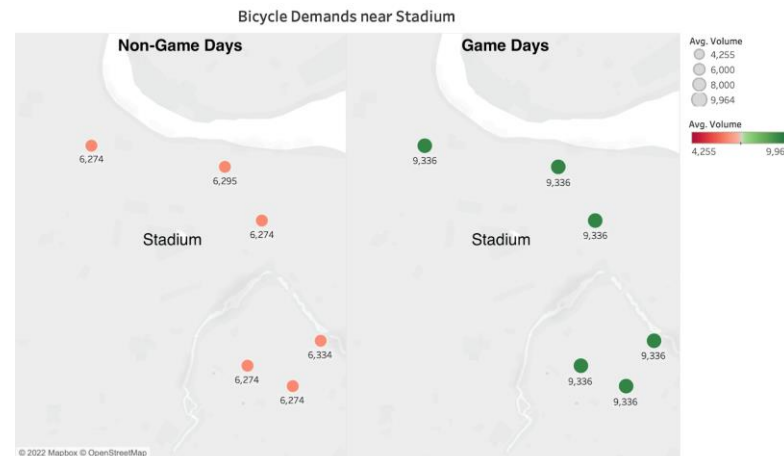 Bicycle Demands near Stadium
Non-Game Days
Game Days
Avg. Volume
4,255
6,000
8,000
9,964
Avg. Volume
4,255
6,274
6,295
6,274
Stadium
6,334
6,274
6,274
9,336
9,336
9,336
Stadium
9,336
9,336
9,336
© 2022 Mapbox © OpenStreetMap